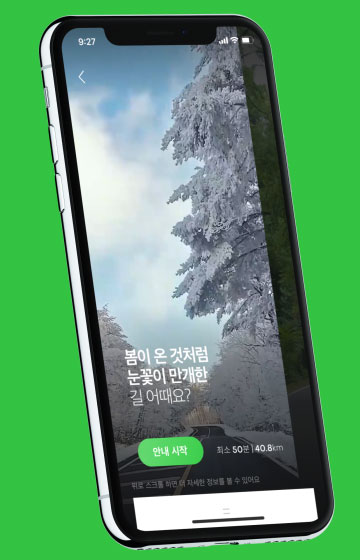 9:27
봄이 온 것처럼
눈꽃이 만개한
길 어때요?
안내 시작
최소 50분 | 40.8km
위로 스크롤 하면 더 자세한 정보를 볼 수 있어요